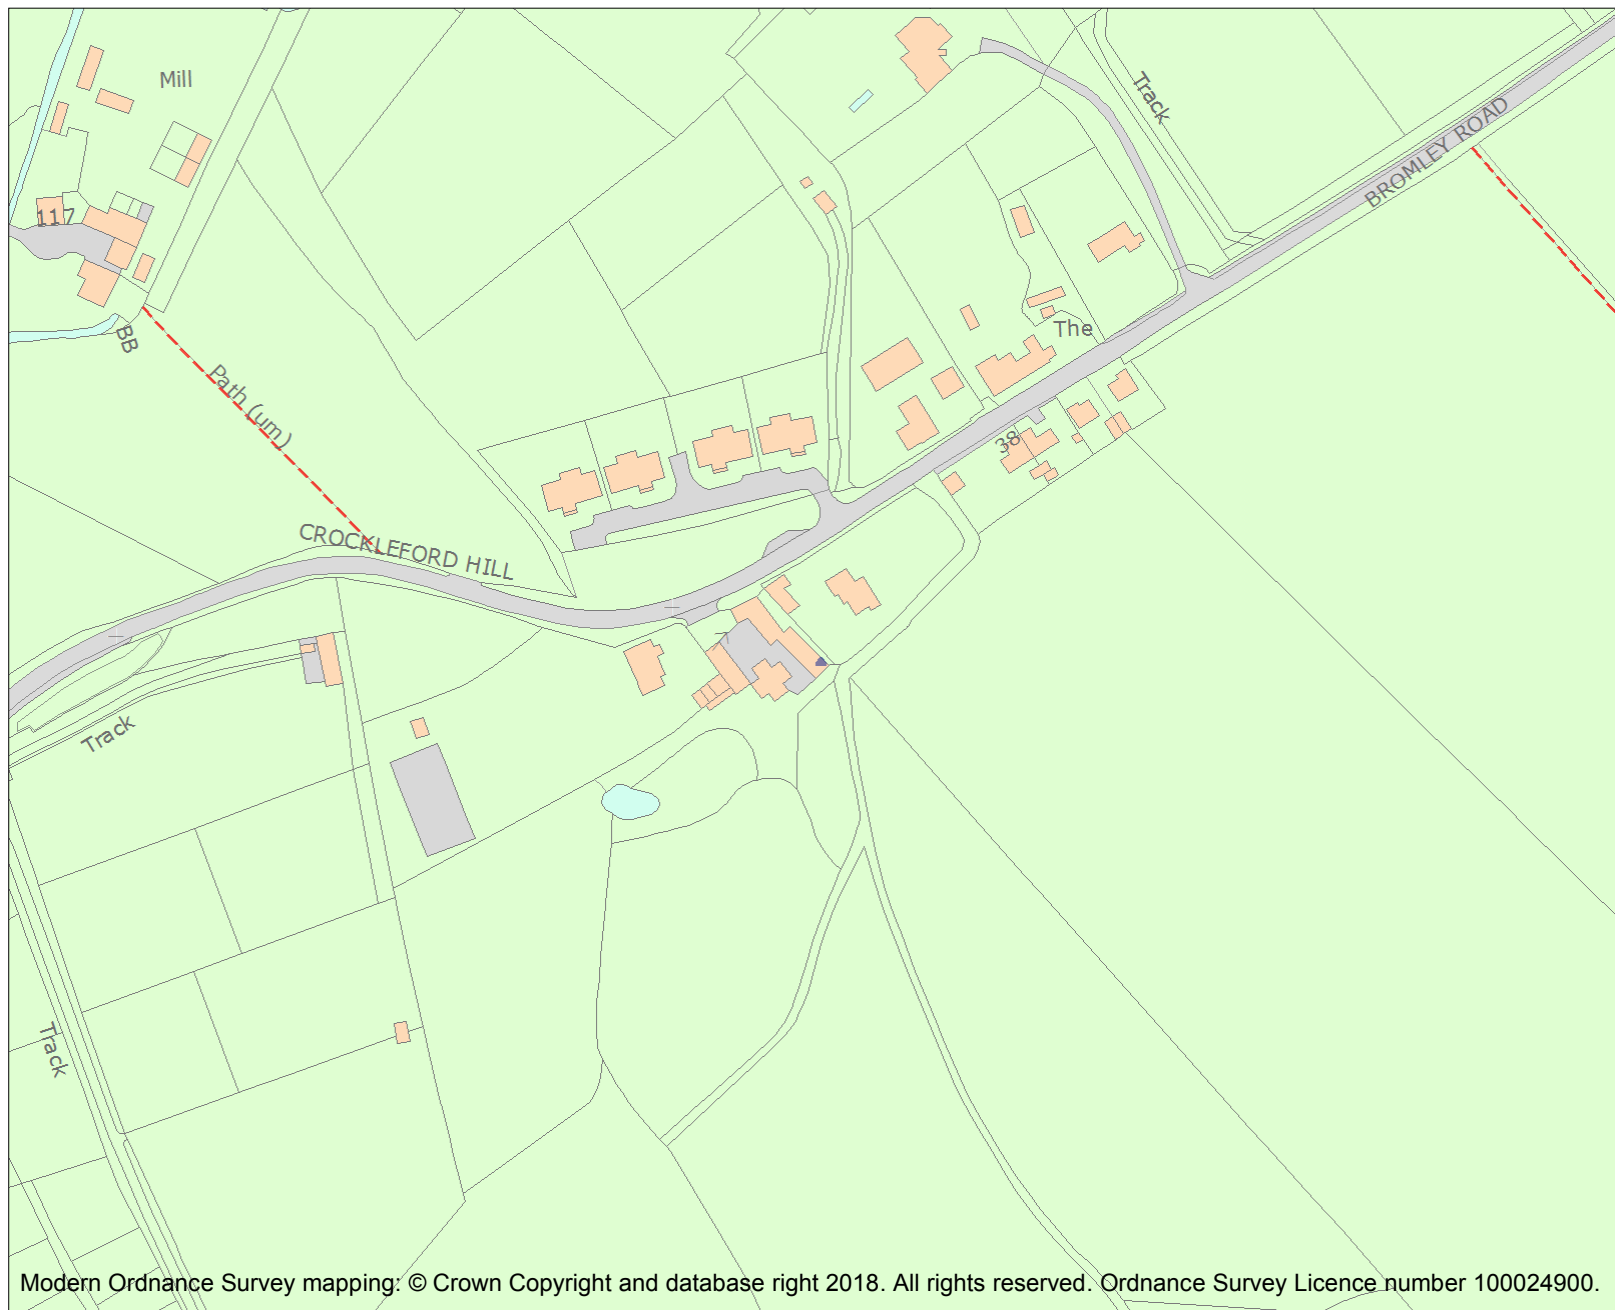 Mill
Track
BROMLEY ROAD
117
The
BB
Path (um)
38
CROCKLEFORD HILL
Track
Track
Modern Ordnance Survey mapping: © Crown Copyright and database right 2018. All rights reserved. Ordnance Survey Licence number 100024900.